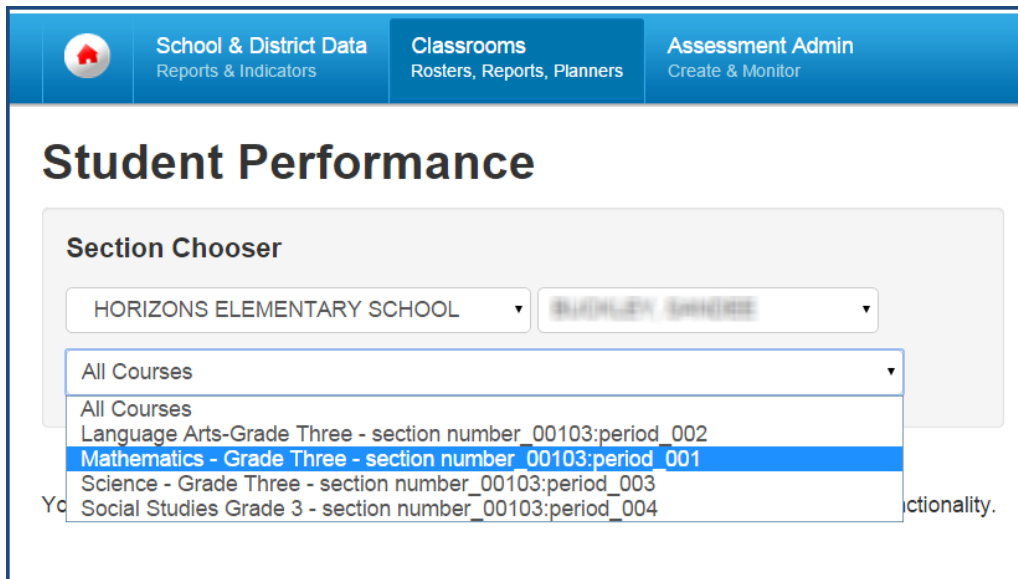 School & District Data
Reports & Indicators
Classrooms
Rosters, Reports, Planners
Assessment Admin
Create & Monitor
Student Performance
Section Chooser
HORIZONS ELEMENTARY SCHOOL
All Courses
All Courses
Language Arts-Grade Three - section number_00103:period_002
Mathematics - Grade Three - section number_00103:period_001
Science - Grade Three - section number_00103:period_003
Social Studies Grade 3 - section number_00103:period_004